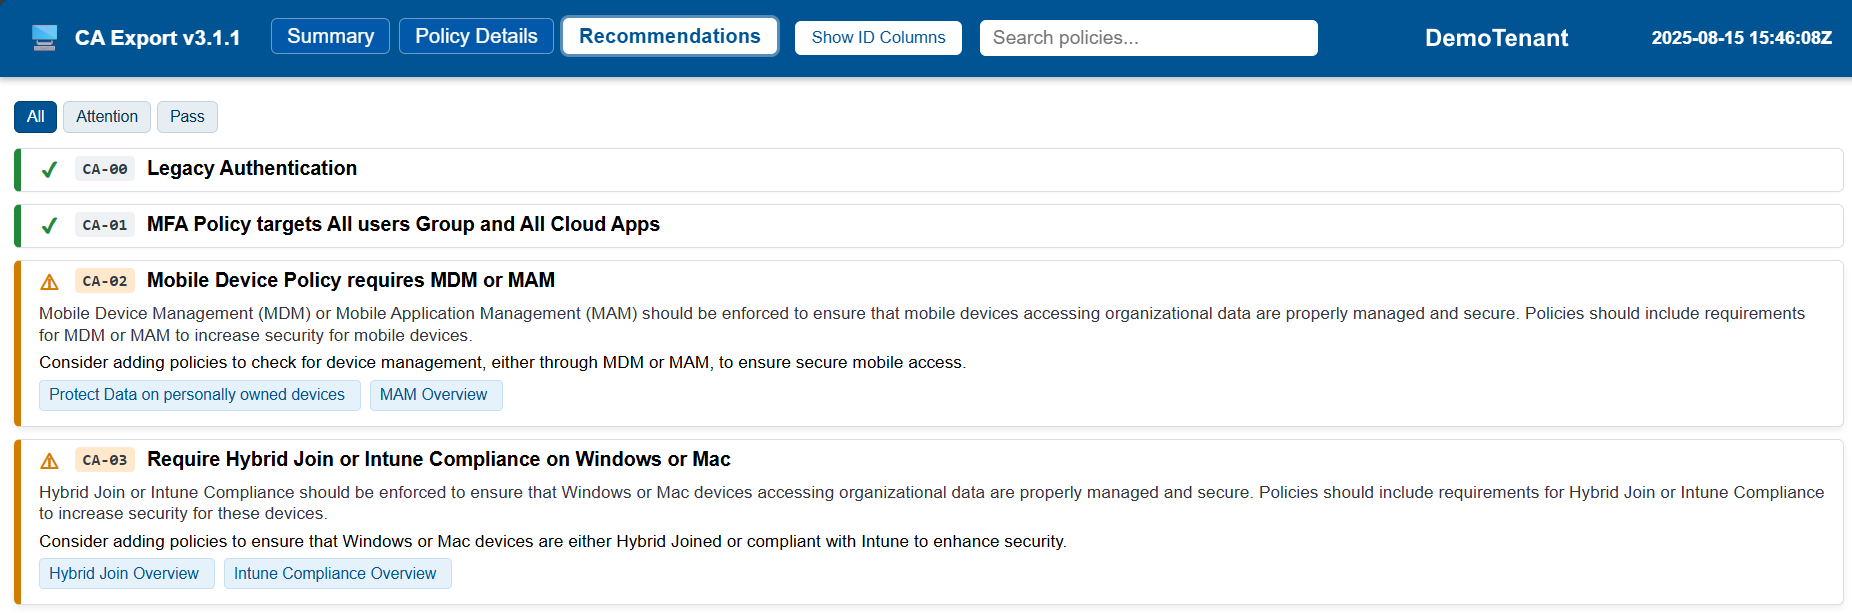 CA Export v3.1.1 Summary Policy Details Recommendations Show ID Columns Search policies... DemoTenant 2025-08-15 15:46:08Z
All Attention Pass
CA-00 Legacy Authentication
CA-01 MFA Policy targets All users Group and All Cloud Apps
CA-02 Mobile Device Policy requires MDM or MAM
Mobile Device Management (MDM) or Mobile Application Management (MAM) should be enforced to ensure that mobile devices accessing organizational data are properly managed and secure. Policies should include requirements
for MDM or MAM to increase security for mobile devices.
Consider adding policies to check for device management, either through MDM or MAM, to ensure secure mobile access.
Protect Data on personally owned devices MAM Overview
CA-03 Require Hybrid Join or Intune Compliance on Windows or Mac
Hybrid Join or Intune Compliance should be enforced to ensure that Windows or Mac devices accessing organizational data are properly managed and secure. Policies should include requirements for Hybrid Join or Intune Compliance
to increase security for these devices.
Consider adding policies to ensure that Windows or Mac devices are either Hybrid Joined or compliant with Intune to enhance security.
Hybrid Join Overview Intune Compliance Overview